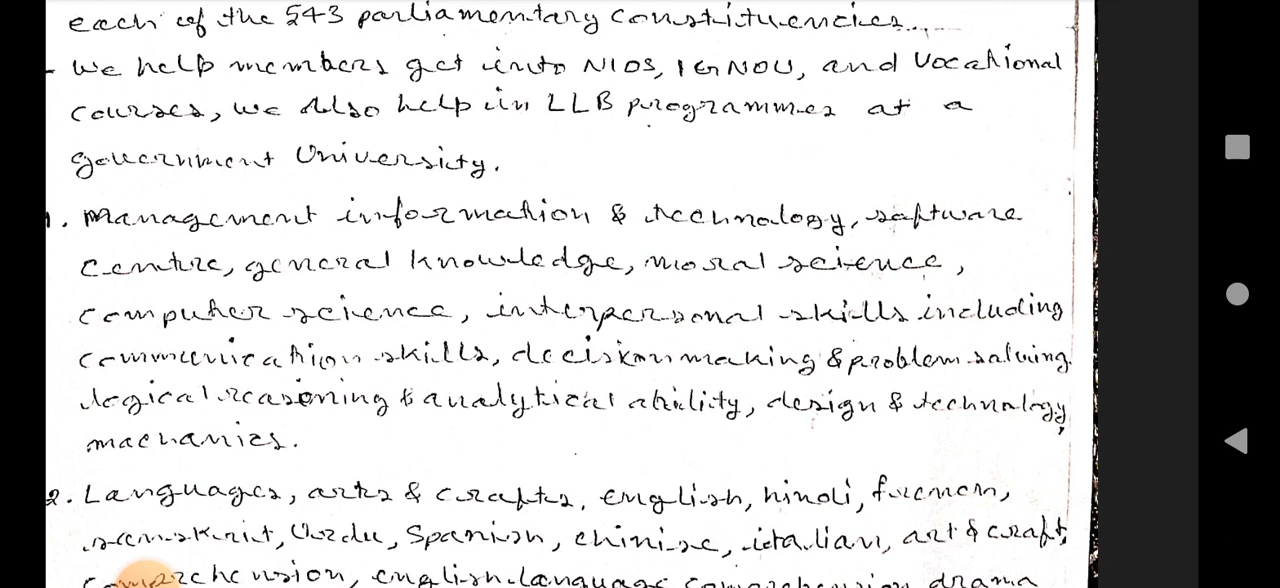 each of the 543 parliamentary constituencies.....
- We help members get into NIOS, IGNOU, and Vocational
courses, we also help in LLB programmes at a
government University.
1. Management information & technology, software
centre, general knowledge, moral science,
computer science, interpersonal skills including
communication skills, decision making & problem solving.
logical reasoning & analytical ability, design & technology,
mechanics.
2. Languages, arts & crafts, english, hindi,
sanskrit, Urdu, Spanish, chinise, italian, art & craft,
comprehension, english language comprehension, drama